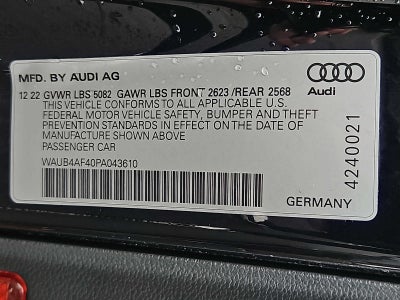 MFD. BY AUDI AG
Audi
12 22 GVWR LBS 5082 GAWR LBS FRONT 2623 /REAR 2568
THIS VEHICLE CONFORMS TO ALL APPLICABLE U.S.
FEDERAL MOTOR VEHICLE SAFETY, BUMPER AND THEFT
PREVENTION STANDARDS IN EFFECT ON THE DATE OF
MANUFACTURE SHOWN ABOVE
PASSENGER CAR
WAUB4AF40PA043610
GERMANY
4240021